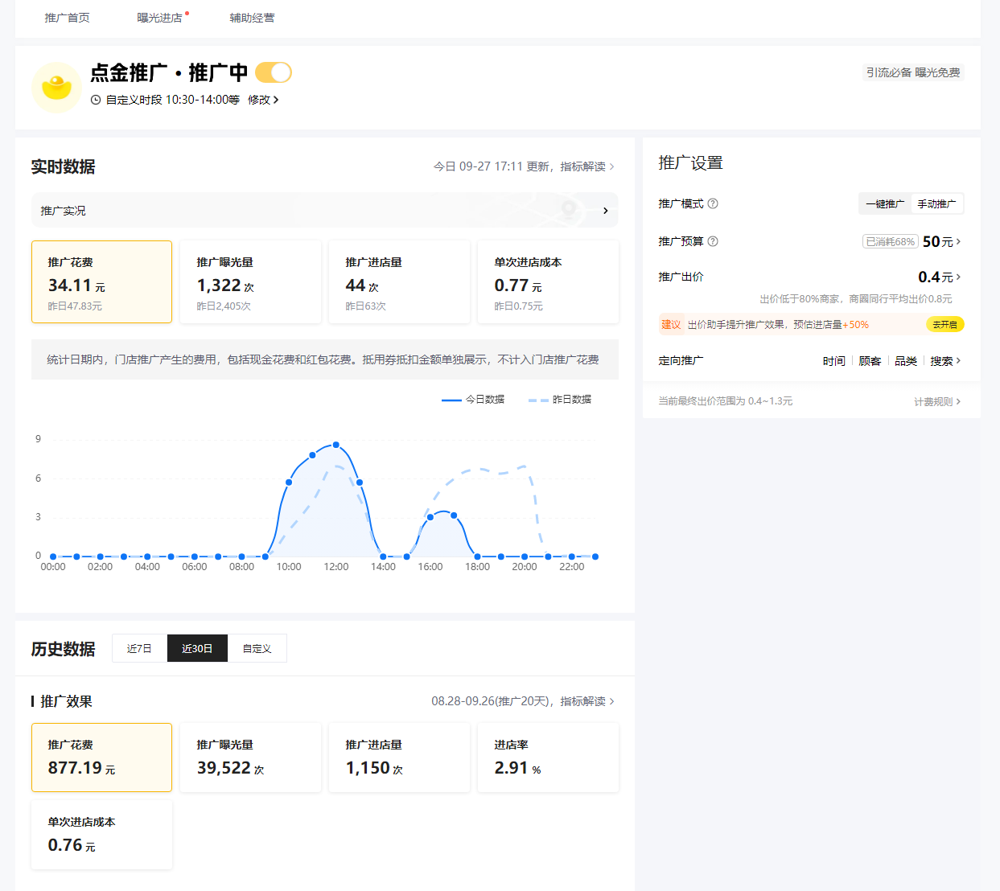 推广首页 曝光进店 辅助经营
点金推广·推广中
引流必备 曝光免费
自定义时段 10:30-14:00等 修改
实时数据
今日 09-27 17:11 更新，指标解读
推广实况
推广花费
34.11 元
昨日47.83元
推广曝光量
1,322 次
昨日2,405次
推广进店量
44 次
昨日63次
单次进店成本
0.77 元
昨日0.75元
统计日期内，门店推广产生的费用，包括现金花费和红包花费。抵用券抵扣金额单独展示，不计入门店推广花费
今日数据 昨日数据
9
6
3
0
00:00 02:00 04:00 06:00 08:00 10:00 12:00 14:00 16:00 18:00 20:00 22:00
推广设置
推广模式 一键推广 手动推广
推广预算 已消耗68% 50元
推广出价 0.4元
出价低于80%商家，商圈同行平均出价0.8元
建议 出价助手提升推广效果，预估进店量+50% 去开启
定向推广 时间 顾客 品类 搜索
当前最终出价范围为 0.4~1.3元 计费规则
历史数据 近7日 近30日 自定义
推广效果
08.28-09.26(推广20天)，指标解读
推广花费
877.19 元
推广曝光量
39,522 次
推广进店量
1,150 次
进店率
2.91 %
单次进店成本
0.76 元